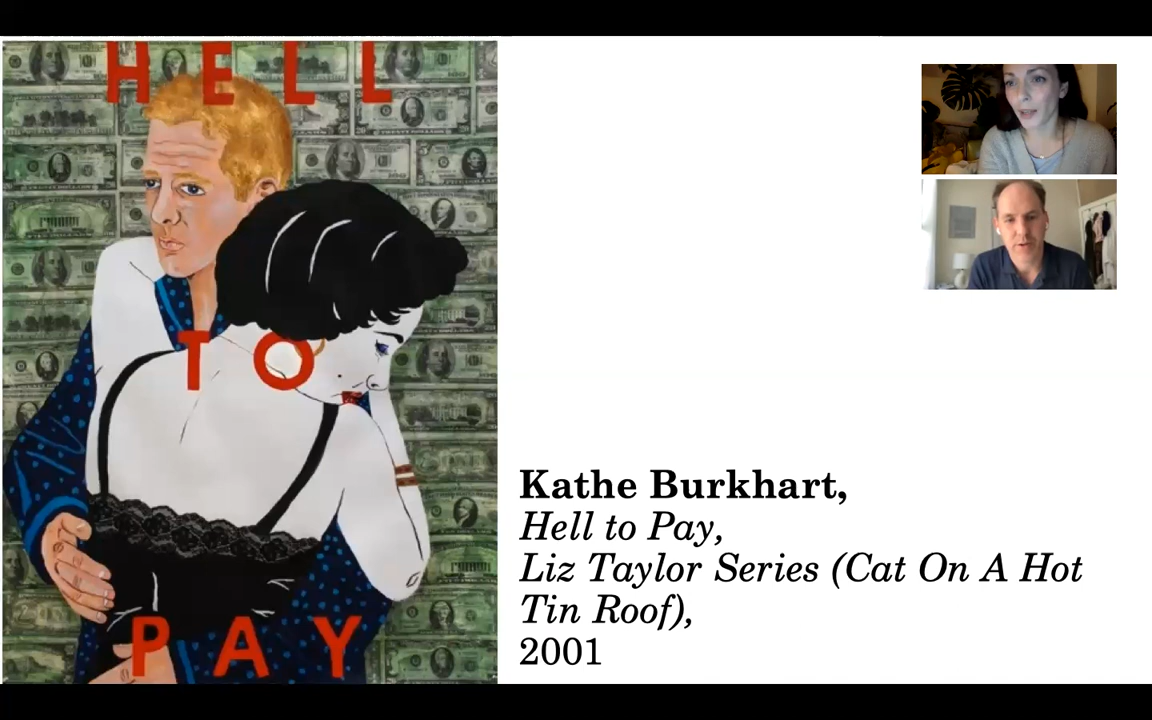 HELL
TO
PAY
Kathe Burkhart,
Hell to Pay,
Liz Taylor Series (Cat On A Hot
Tin Roof),
2001